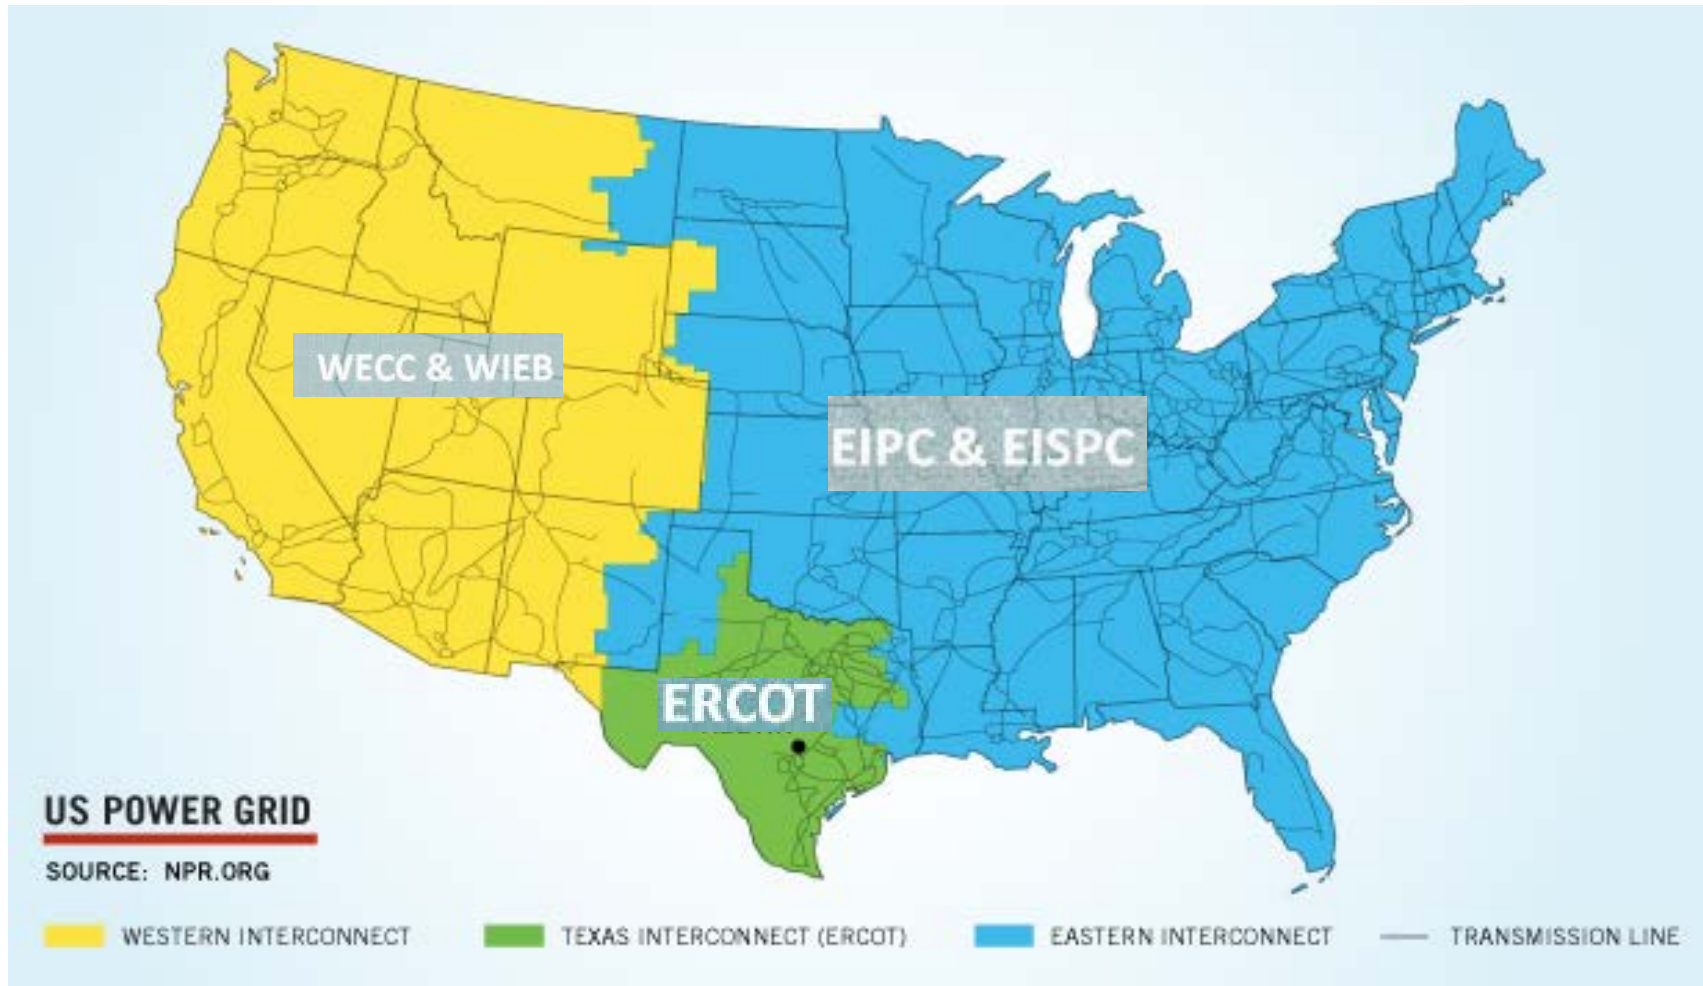 WECC & WIEB
EIPC & EISPC
ERCOT
US POWER GRID
SOURCE: NPR.ORG
WESTERN INTERCONNECT
TEXAS INTERCONNECT (ERCOT)
EASTERN INTERCONNECT
TRANSMISSION LINE